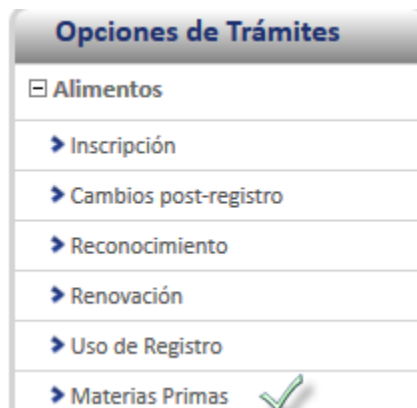 Opciones de Trámites
Alimentos
Inscripción
Cambios post-registro
Reconocimiento
Renovación
Uso de Registro
Materias Primas